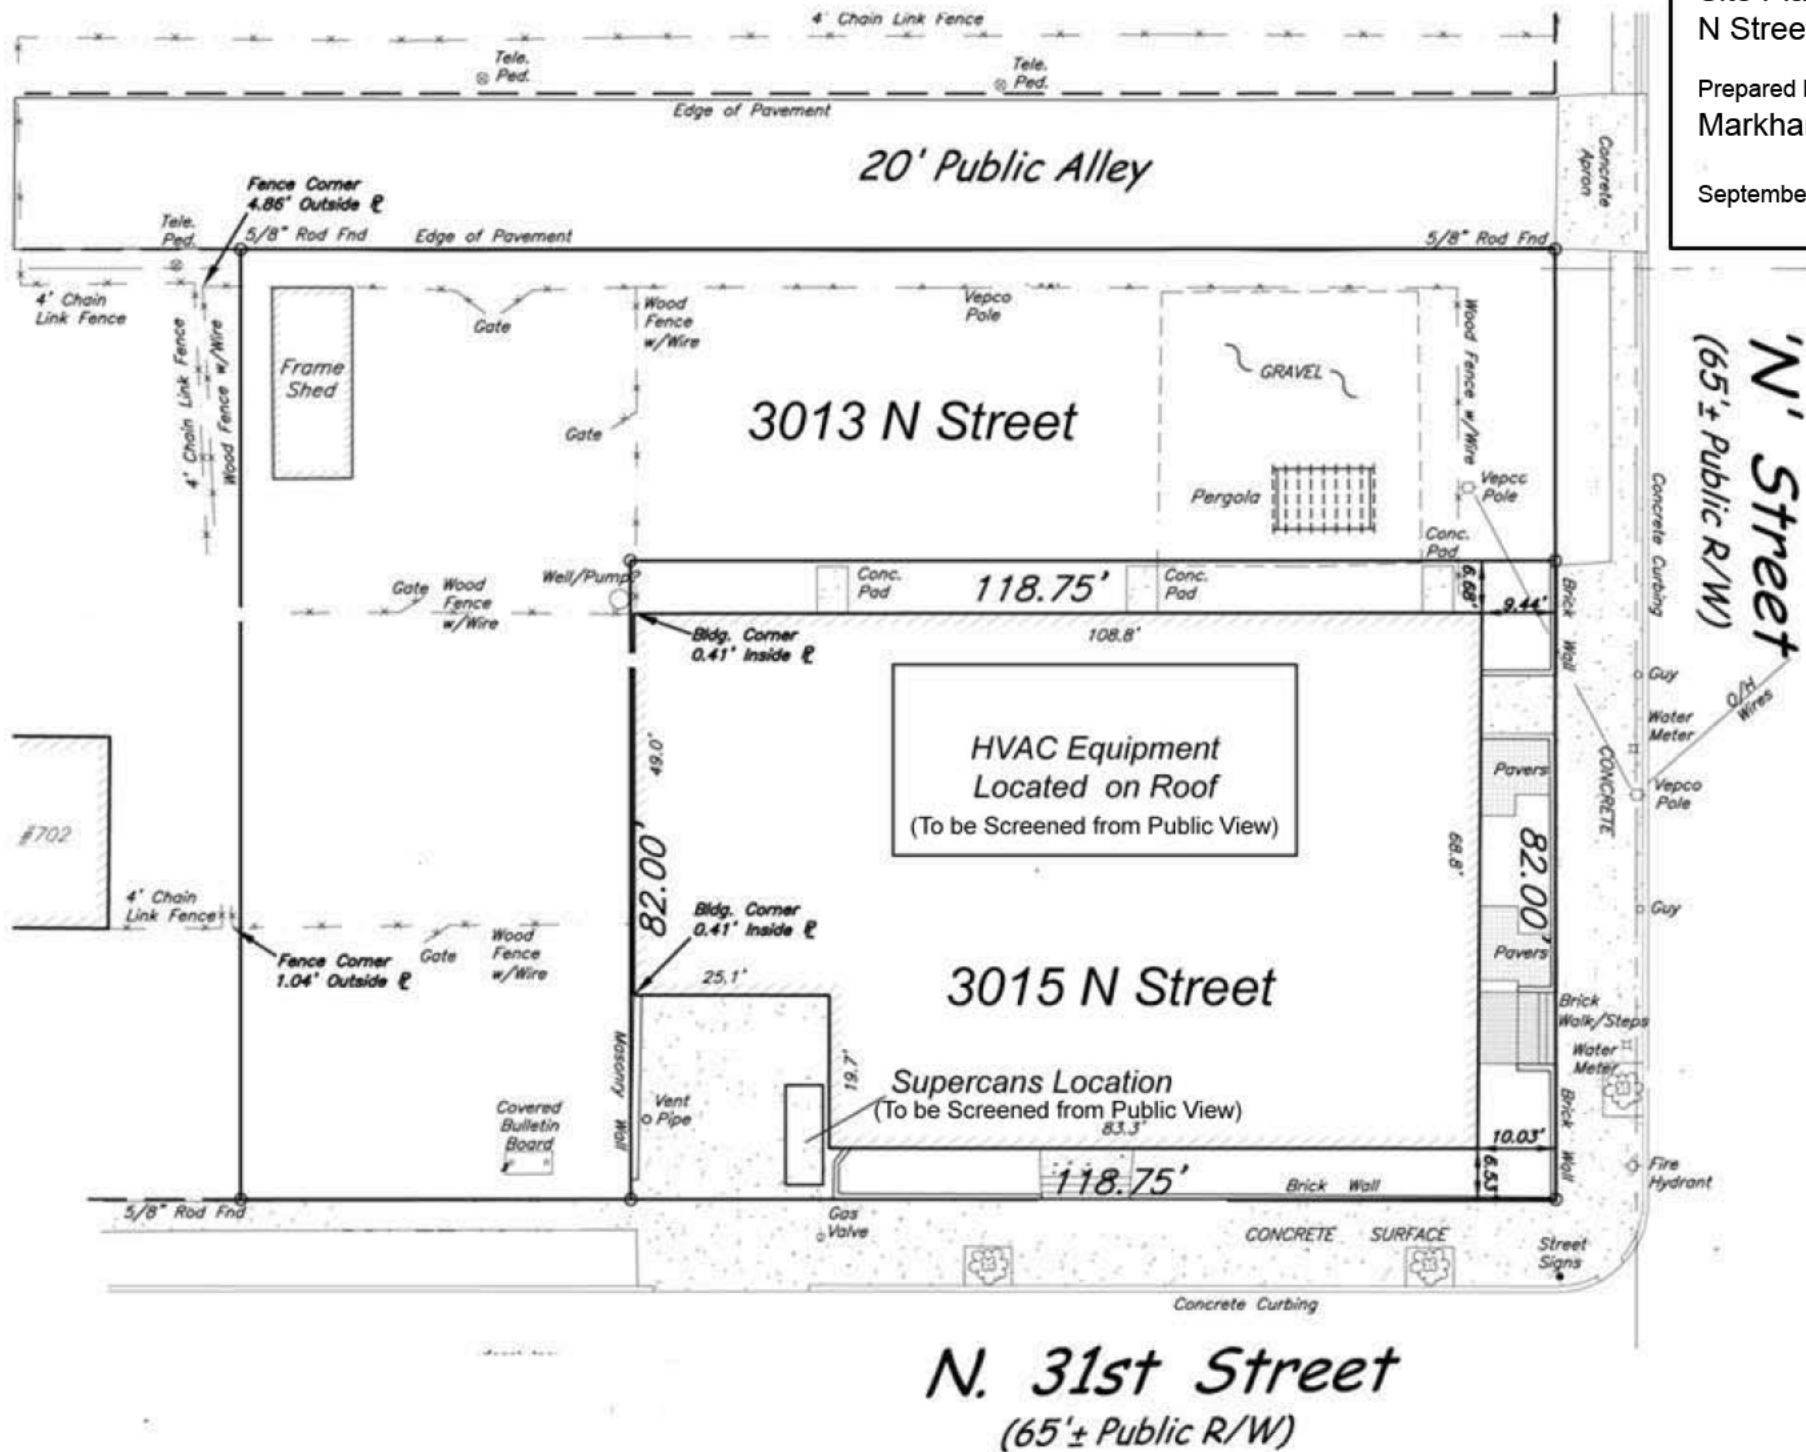 4' Chain Link Fence
N Stree
Tele.
Ped.
Tele.
Ped.
Prepared
Edge of Pavement
Markha
20' Public Alley
Concrete
Apron
Septembe
Fence Corner
4.86' Outside ⅊
Tele.
Ped.
5/8" Rod Fnd
Edge of Pavement
5/8" Rod Fnd
4' Chain
Link Fence
4' Chain Link Fence
Wood Fence w/Wire
Frame
Shed
Gate
Wood
Fence
w/Wire
Vepco
Pole
Wood Fence w/Wire
GRAVEL
'N' Street
(65'± Public R/W)
3013 N Street
Gate
Pergola
Vepco
Pole
Concrete Curbing
Conc.
Pad
Well/Pump?
Gate
Wood
Fence
w/Wire
Conc.
Pad
118.75'
Conc.
Pad
6.68'
9.44'
Brick Wall
Bldg. Corner
0.41' Inside ⅊
108.8'
Guy
O/H
Wires
Water
Meter
49.0'
HVAC Equipment
Located on Roof
(To be Screened from Public View)
Pavers
CONCRETE
Vepco
Pole
#702
82.00'
68.8'
82.00'
4' Chain
Link Fence
Bldg. Corner
0.41' Inside ⅊
Guy
Fence Corner
1.04' Outside ⅊
Gate
Wood
Fence
w/Wire
25.1'
3015 N Street
Pavers
Brick
Walk/Steps
Masonry Wall
19.7'
Water
Meter
Supercans Location
(To be Screened from Public View)
Vent
Pipe
Covered
Bulletin
Board
83.3'
10.03'
Brick Wall
118.75'
Brick Wall
6.53'
Fire
Hydrant
5/8" Rod Fnd
Gas
Valve
CONCRETE SURFACE
Street
Signs
Concrete Curbing
N. 31st Street
(65'± Public R/W)